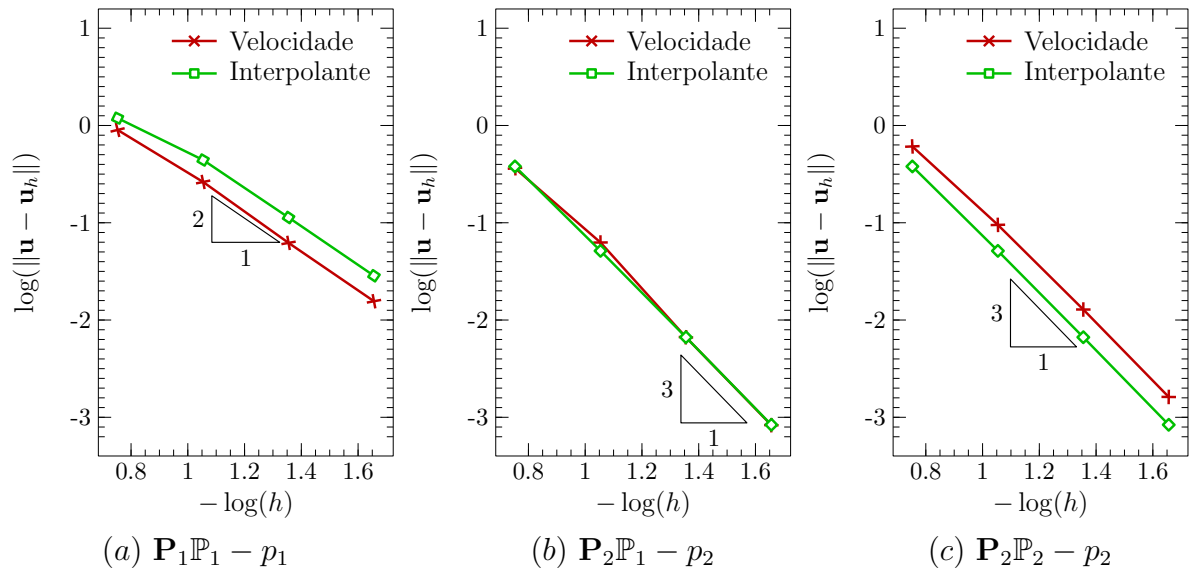 Velocidade
Interpolante
1
0
-1
-2
-3
0.8 1 1.2 1.4 1.6
log(‖𝐮 − 𝐮ₕ‖)
− log(h)
2
1
(a) 𝐏₁ℙ₁ − p₁
Velocidade
Interpolante
1
0
-1
-2
-3
0.8 1 1.2 1.4 1.6
log(‖𝐮 − 𝐮ₕ‖)
− log(h)
3
1
(b) 𝐏₂ℙ₁ − p₂
Velocidade
Interpolante
1
0
-1
-2
-3
0.8 1 1.2 1.4 1.6
log(‖𝐮 − 𝐮ₕ‖)
− log(h)
3
1
(c) 𝐏₂ℙ₂ − p₂